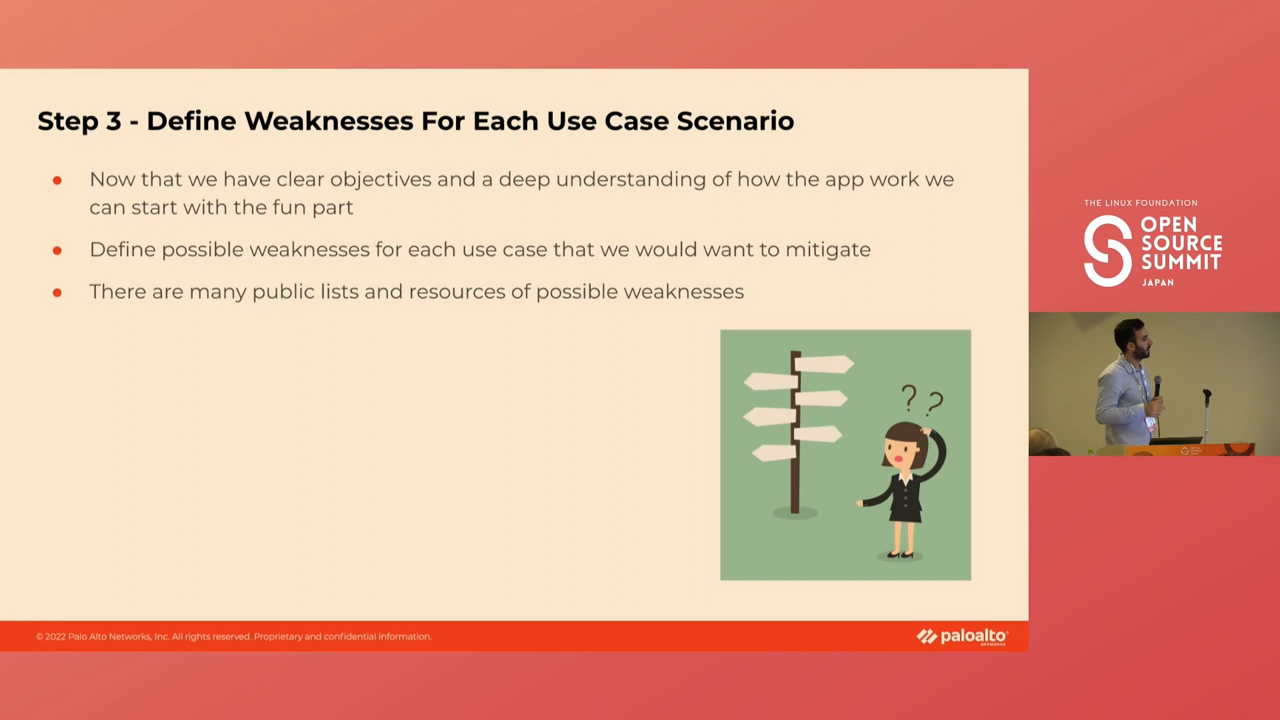 Step 3 - Define Weaknesses For Each Use Case Scenario
Now that we have clear objectives and a deep understanding of how the app work we
can start with the fun part
Define possible weaknesses for each use case that we would want to mitigate
There are many public lists and resources of possible weaknesses
? ?
© 2022 Palo Alto Networks, Inc. All rights reserved. Proprietary and confidential information.
paloalto
NETWORKS
THE LINUX FOUNDATION
OPEN
SOURCE
SUMMIT
JAPAN